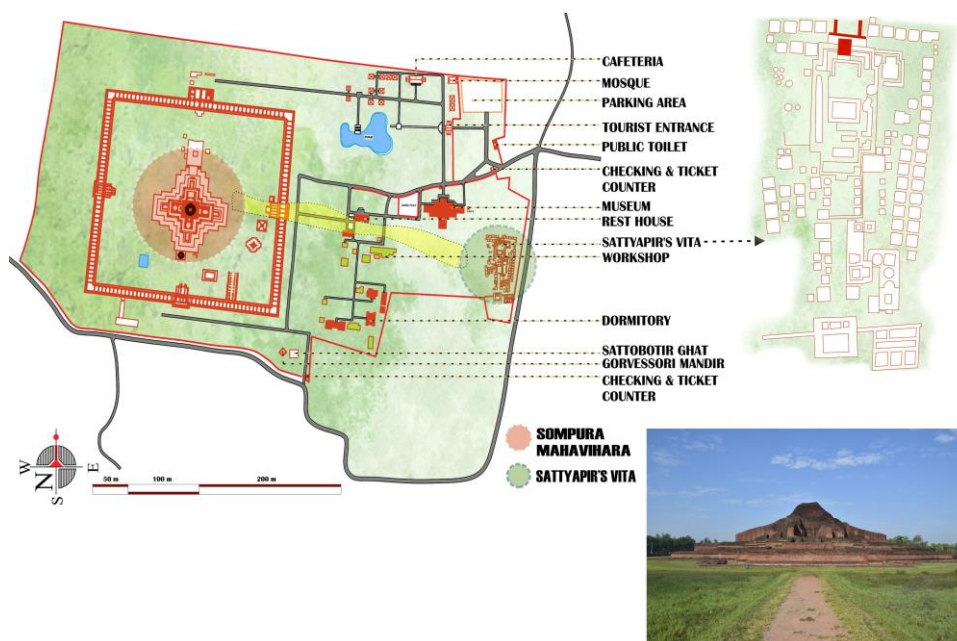 CAFETERIA
MOSQUE
PARKING AREA
TOURIST ENTRANCE
PUBLIC TOILET
CHECKING & TICKET
COUNTER
MUSEUM
REST HOUSE
SATTYAPIR'S VITA
WORKSHOP
DORMITORY
SATTOBOTIR GHAT
GORVESSORI MANDIR
CHECKING & TICKET
COUNTER
SOMPURA
MAHAVIHARA
SATTYAPIR'S VITA
W
E
N
S
50 m 100 m 200 m